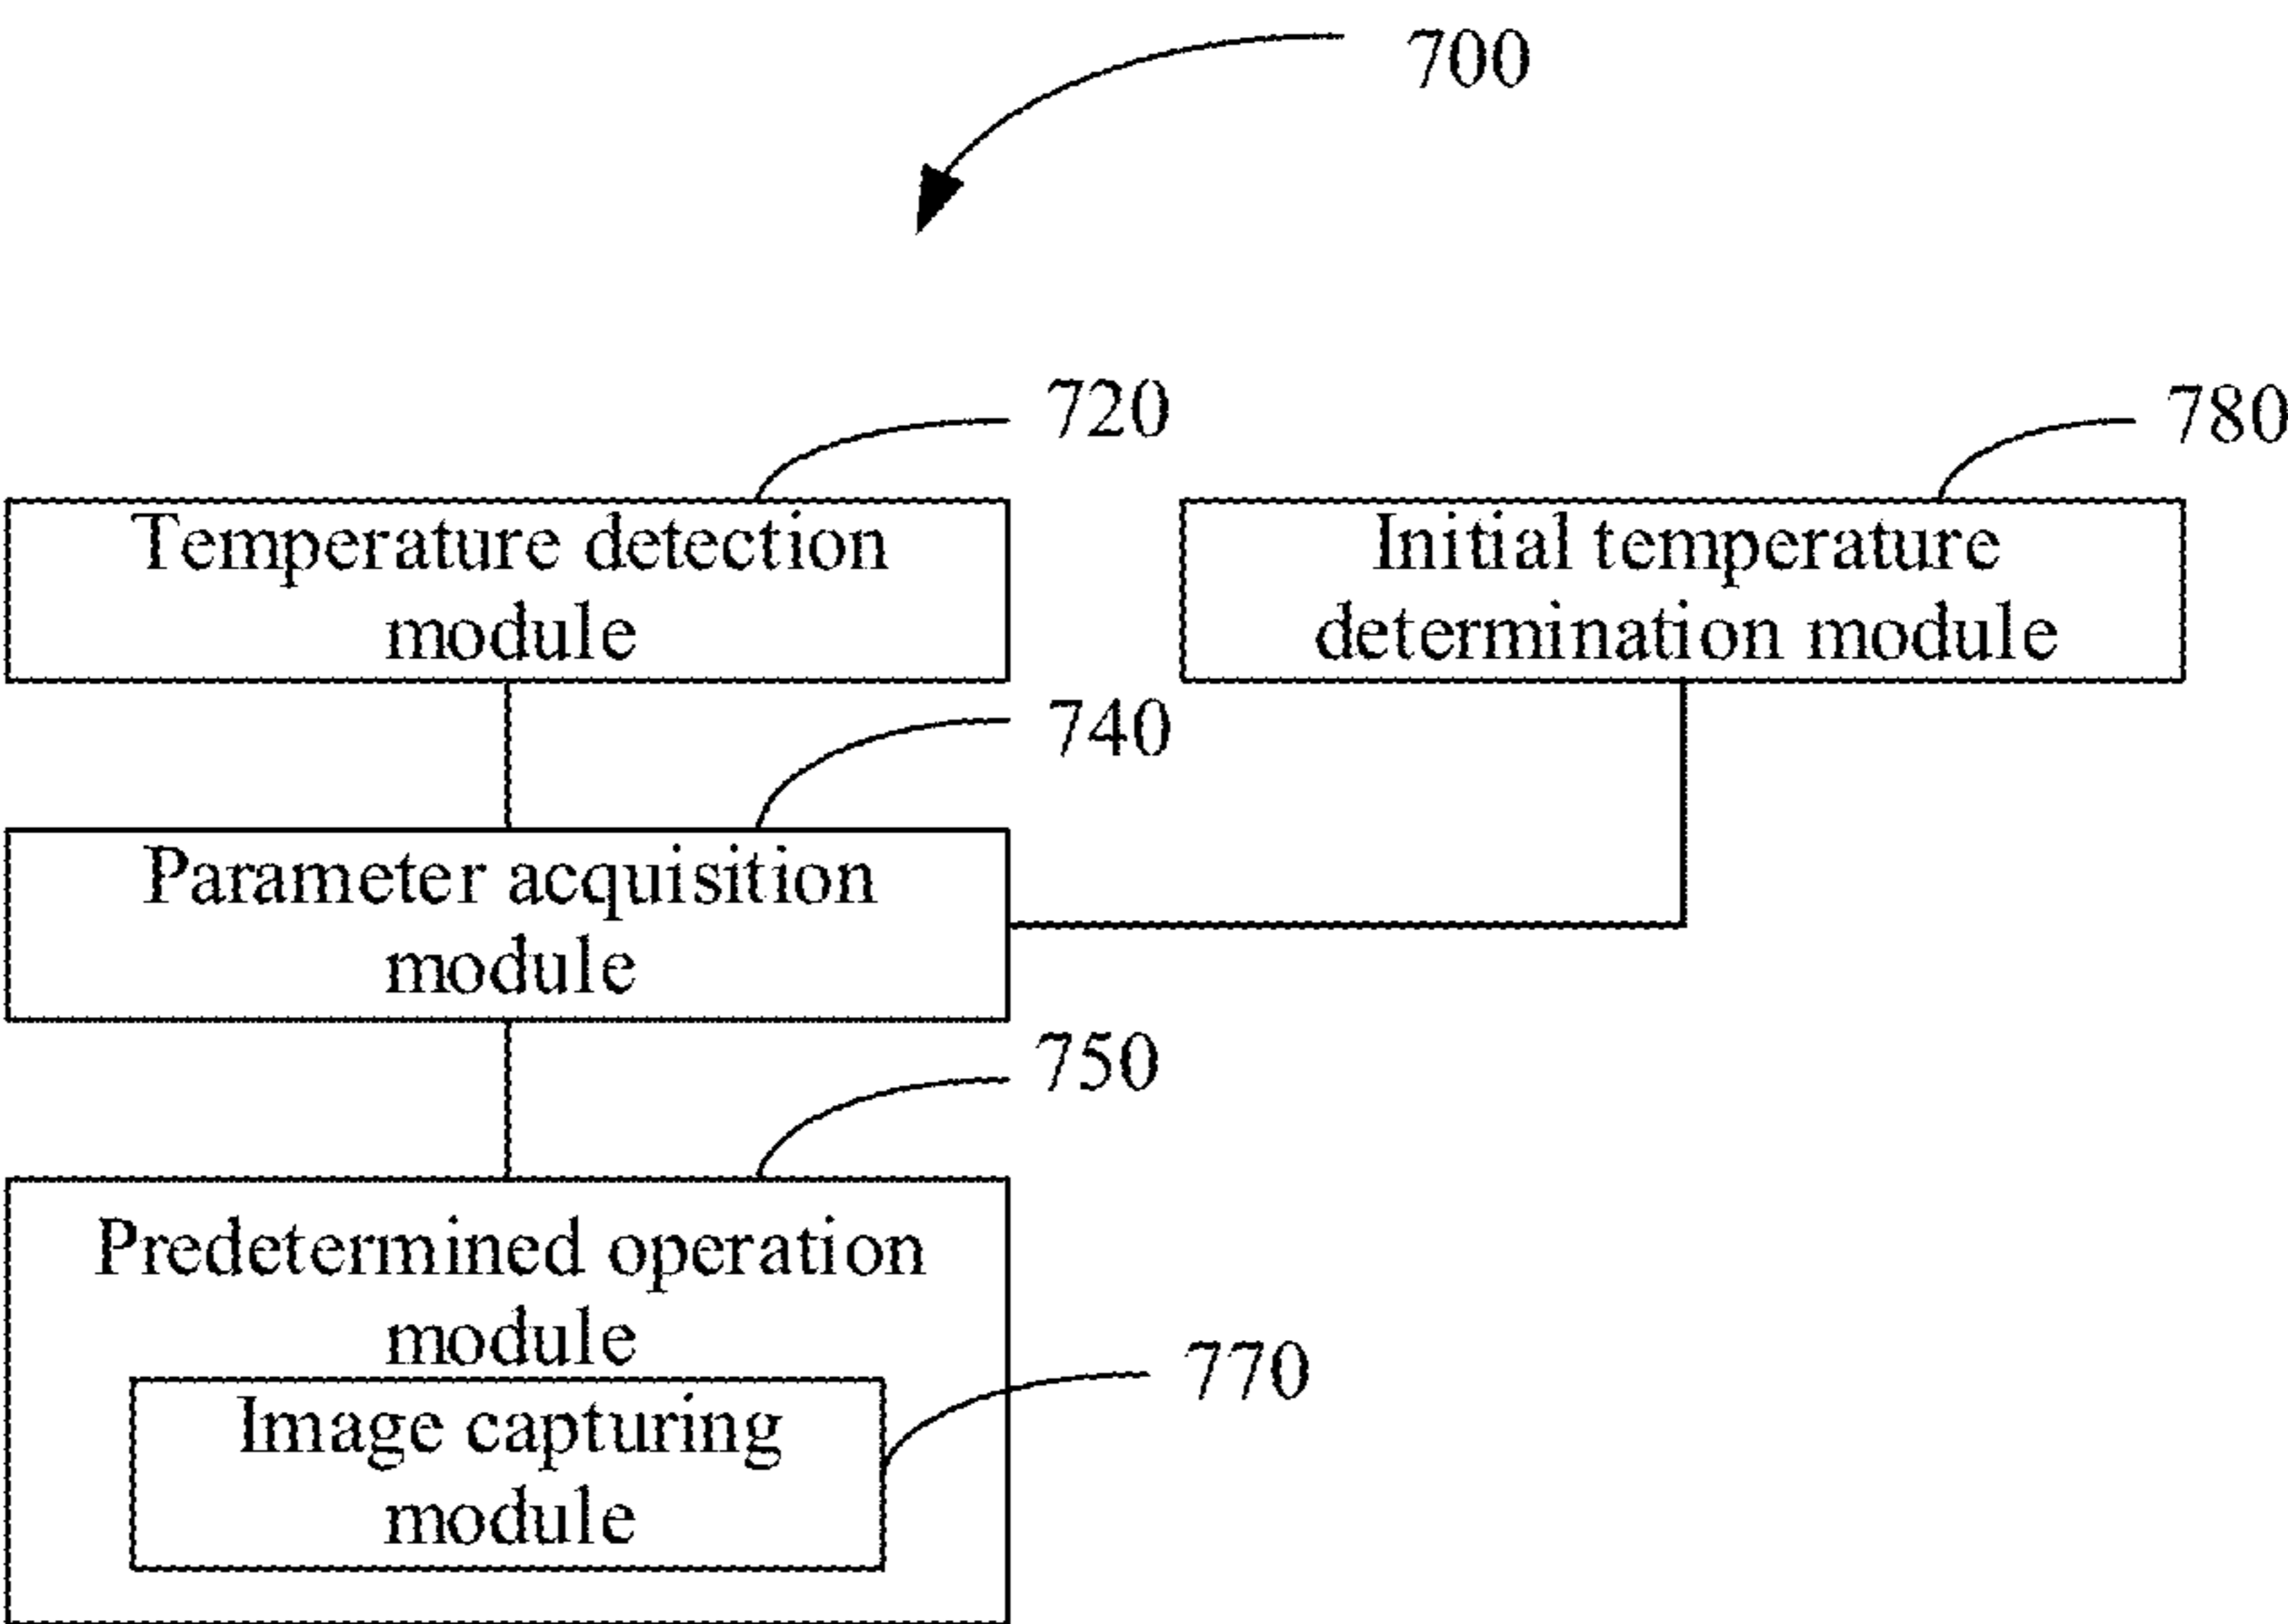 700
720
780
Temperature detection
module
Initial temperature
determination module
740
Parameter acquisition
module
750
Predetermined operation
module
770
Image capturing
module